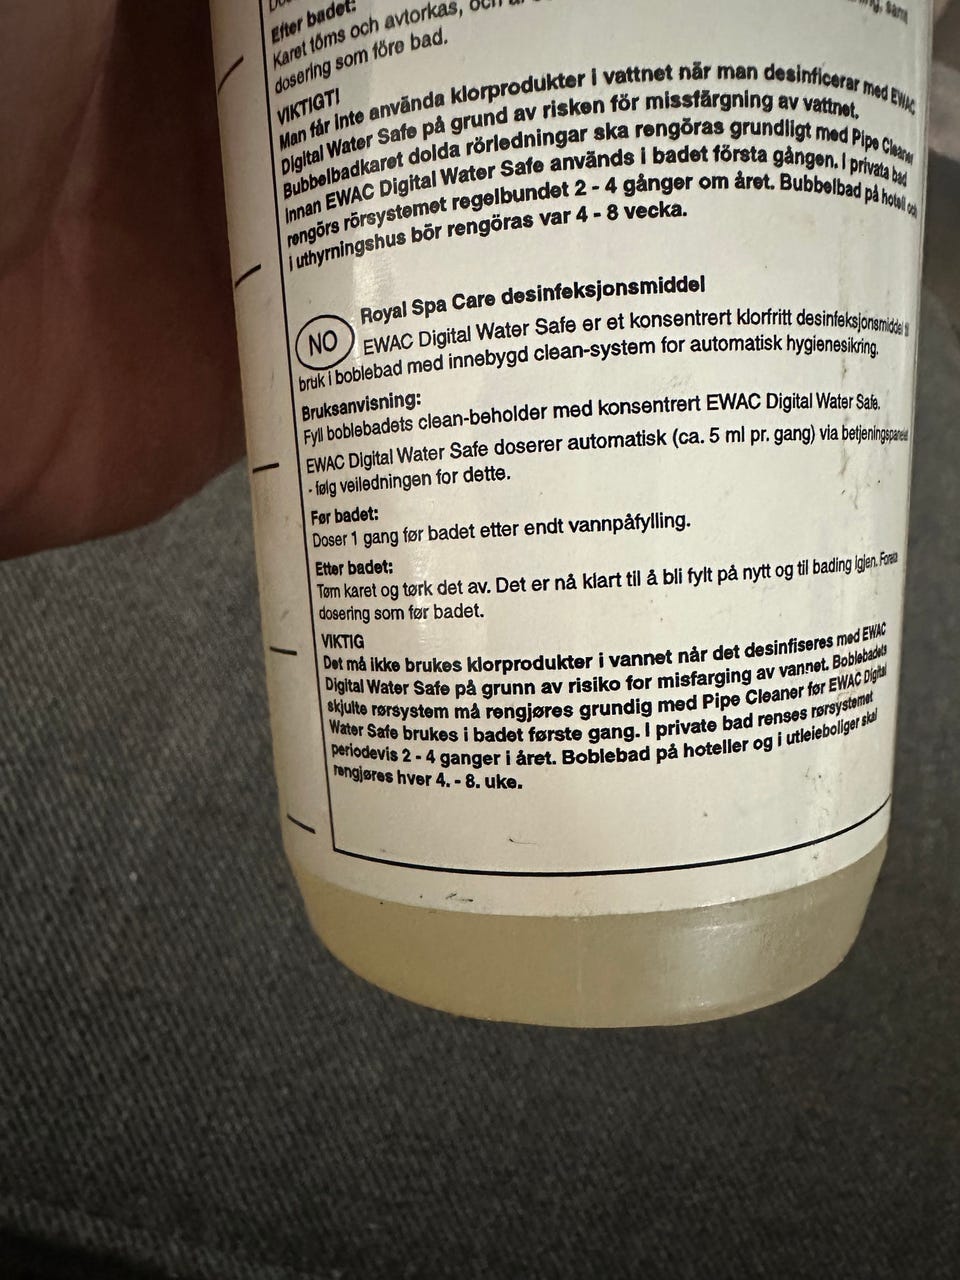 Efter badet:
Karet töms och avtorkas, och
dosering som före bad.
VIKTIGT!
Man får inte använda klorprodukter i vattnet när man desinficerar med EWAC
Digital Water Safe på grund av risken för missfärgning av vattnet.
Bubbelbadkaret dolda rörledningar ska rengöras grundligt med Pipe Cleaner
innan EWAC Digital Water Safe används i badet första gången. I privata bad
rengörs rörsystemet regelbundet 2 - 4 gånger om året. Bubbelbad på hotell och
i uthyrningshus bör rengöras var 4 - 8 vecka.
Royal Spa Care desinfeksjonsmiddel
NO
EWAC Digital Water Safe er et konsentrert klorfritt desinfeksjonsmiddel til
bruk i boblebad med innebygd clean-system for automatisk hygienesikring.
Bruksanvisning:
Fyll boblebadets clean-beholder med konsentrert EWAC Digital Water Safe.
EWAC Digital Water Safe doserer automatisk (ca. 5 ml pr. gang) via betjeningspanelet
- følg veiledningen for dette.
Før badet:
Doser 1 gang før badet etter endt vannpåfylling.
Etter badet:
Tøm karet og tørk det av. Det er nå klart til å bli fylt på nytt og til bading igjen. Foreta
dosering som før badet.
VIKTIG
Det må ikke brukes klorprodukter i vannet når det desinfiseres med EWAC
Digital Water Safe på grunn av risiko for misfarging av vannet. Boblebadets
skjulte rørsystem må rengjøres grundig med Pipe Cleaner før EWAC Digital
Water Safe brukes i badet første gang. I private bad renses rørsystemet
periodevis 2 - 4 ganger i året. Boblebad på hoteller og i utleieboliger skal
rengjøres hver 4. - 8. uke.